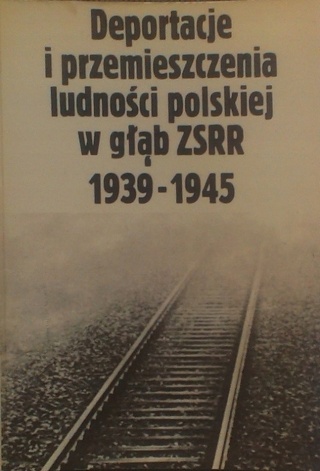 Deportacje
i przemieszczenia
ludności polskiej
w głąb ZSRR
1939-1945